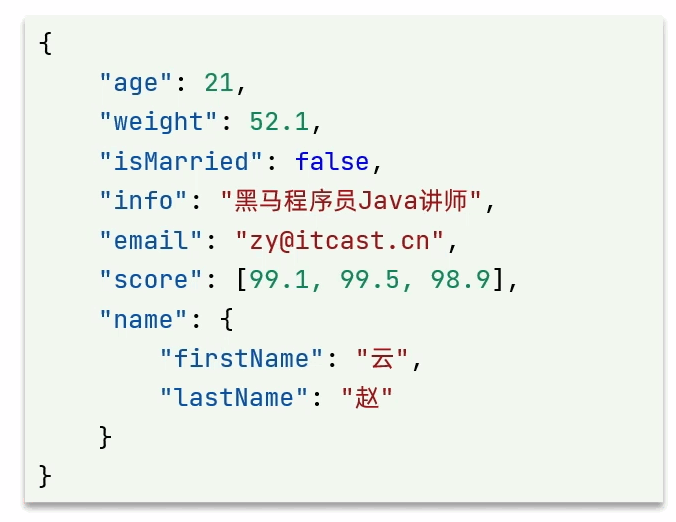 {
    "age": 21,
    "weight": 52.1,
    "isMarried": false,
    "info": "黑马程序员Java讲师",
    "email": "zy@itcast.cn",
    "score": [99.1, 99.5, 98.9],
    "name": {
        "firstName": "云",
        "lastName": "赵"
    }
}